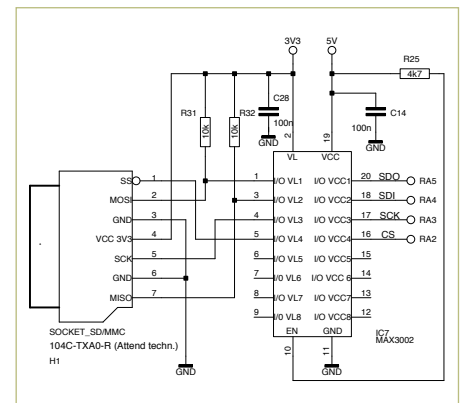 3V3
5V
R25
4k7
C28
100n
C14
100n
R31
R32
10k
10k
GND
GND
2
19
VL
VCC
SS
1
MOSI
2
GND
3
VCC 3V3
4
SCK
5
GND
6
MISO
7
1
I/O VL1
I/O VCC1
20
SDO
RA5
3
I/O VL2
I/O VCC2
18
SDI
RA4
4
I/O VL3
I/O VCC3
17
SCK
RA3
5
I/O VL4
I/O VCC4
16
CS
RA2
6
I/O VL5
I/O VCC5
15
7
I/0 VL6
I/O VCC 6
14
8
I/O VL7
I/O VCC7
13
9
I/O VL8
I/O VCC8
12
EN
GND
10
11
IC7
MAX3002
SOCKET_SD/MMC
104C-TXA0-R (Attend techn.)
H1
GND
GND